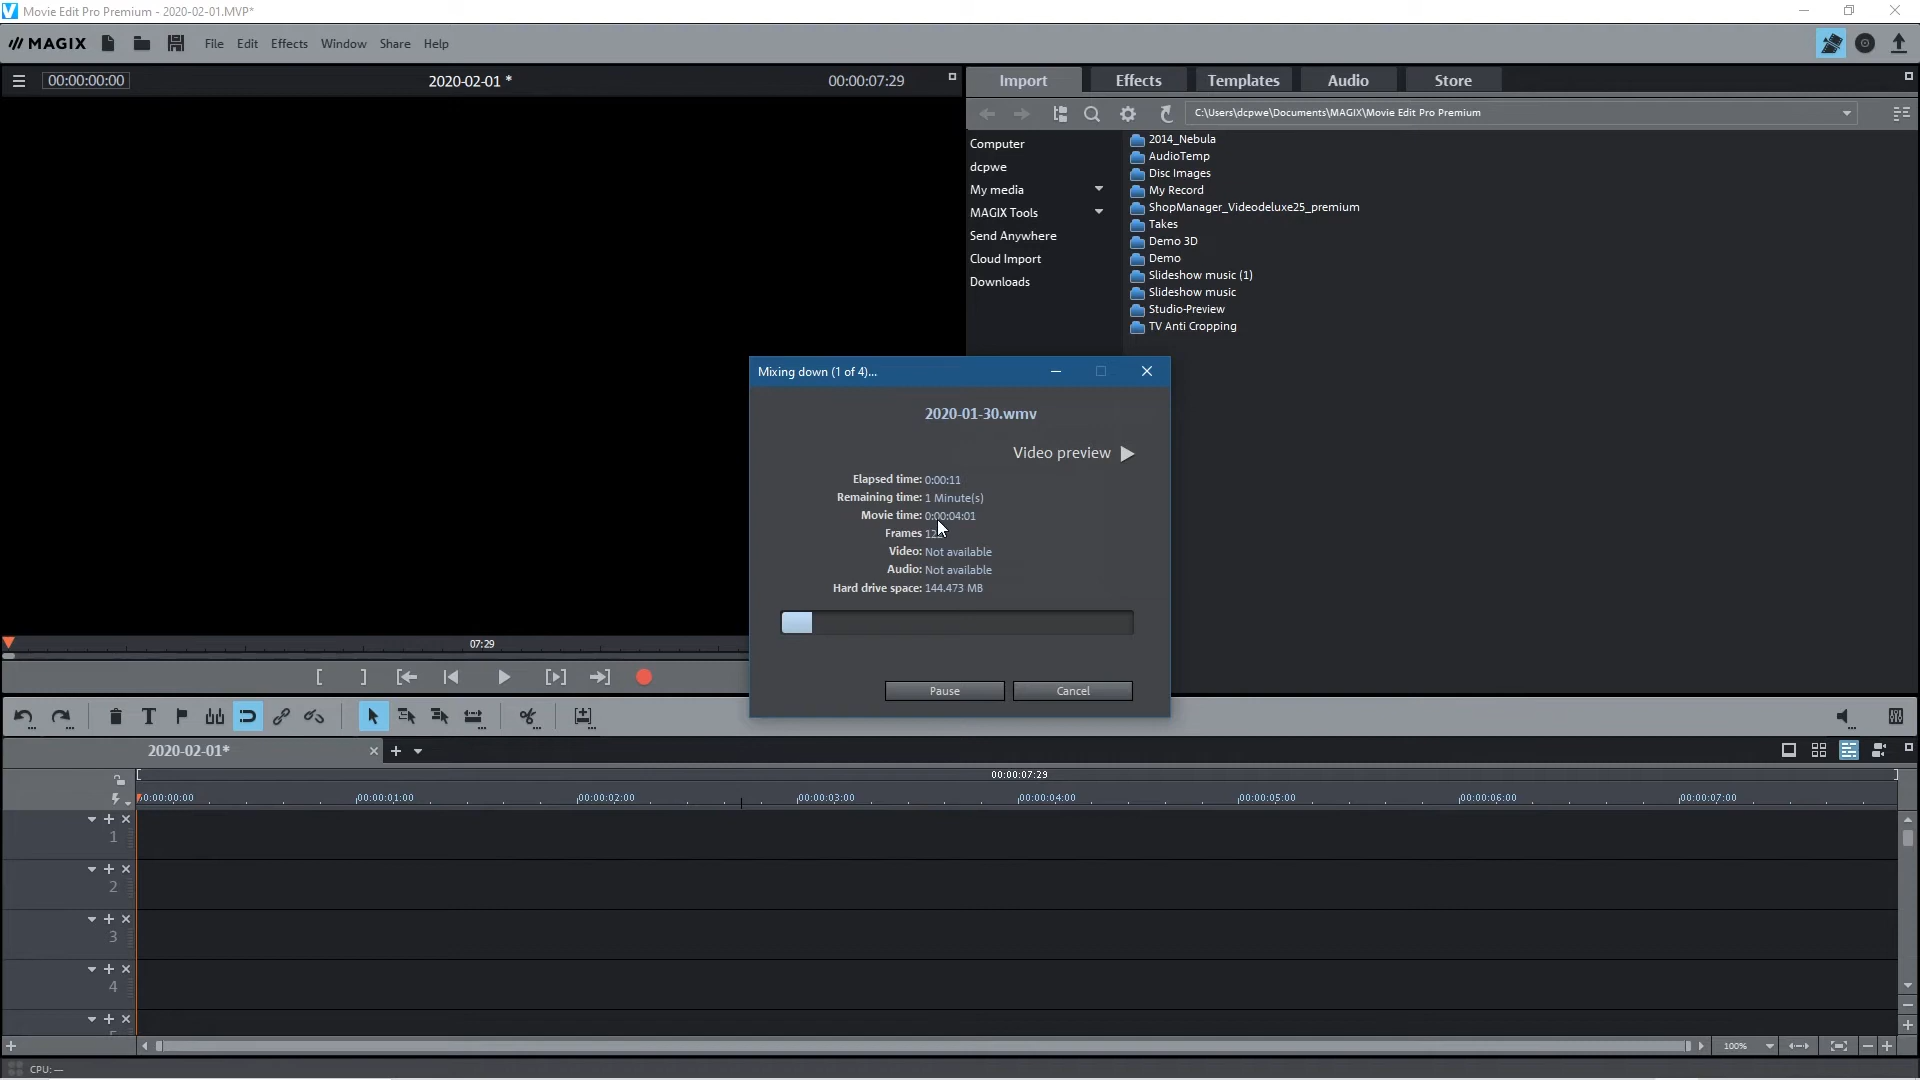 Movie Edit Pro Premium - 2020-02-01.MVP*
MAGIX File Edit Effects Window Share Help
00:00:00:00 2020-02-01 * 00:00:07:29
Import Effects Templates Audio Store
C:\Users\dcpwe\Documents\MAGIX\Movie Edit Pro Premium
Computer
dcpwe
My media
MAGIX Tools
Send Anywhere
Cloud Import
Downloads
2014_Nebula
AudioTemp
Disc Images
My Record
ShopManager_Videodeluxe25_premium
Takes
Demo 3D
Demo
Slideshow music (1)
Slideshow music
Studio-Preview
TV Anti Cropping
Mixing down (1 of 4)...
2020-01-30.wmv
Video preview
Elapsed time: 0:00:11
Remaining time: 1 Minute(s)
Movie time: 0:00:04:01
Frames
Video: Not available
Audio: Not available
Hard drive space: 144.473 MB
Pause Cancel
07:29
2020-02-01*
00:00:07:29
00:00:00:00 00:00:01:00 00:00:02:00 00:00:03:00 00:00:04:00 00:00:05:00 00:00:06:00 00:00:07:00
1
2
3
4
100%
CPU: —